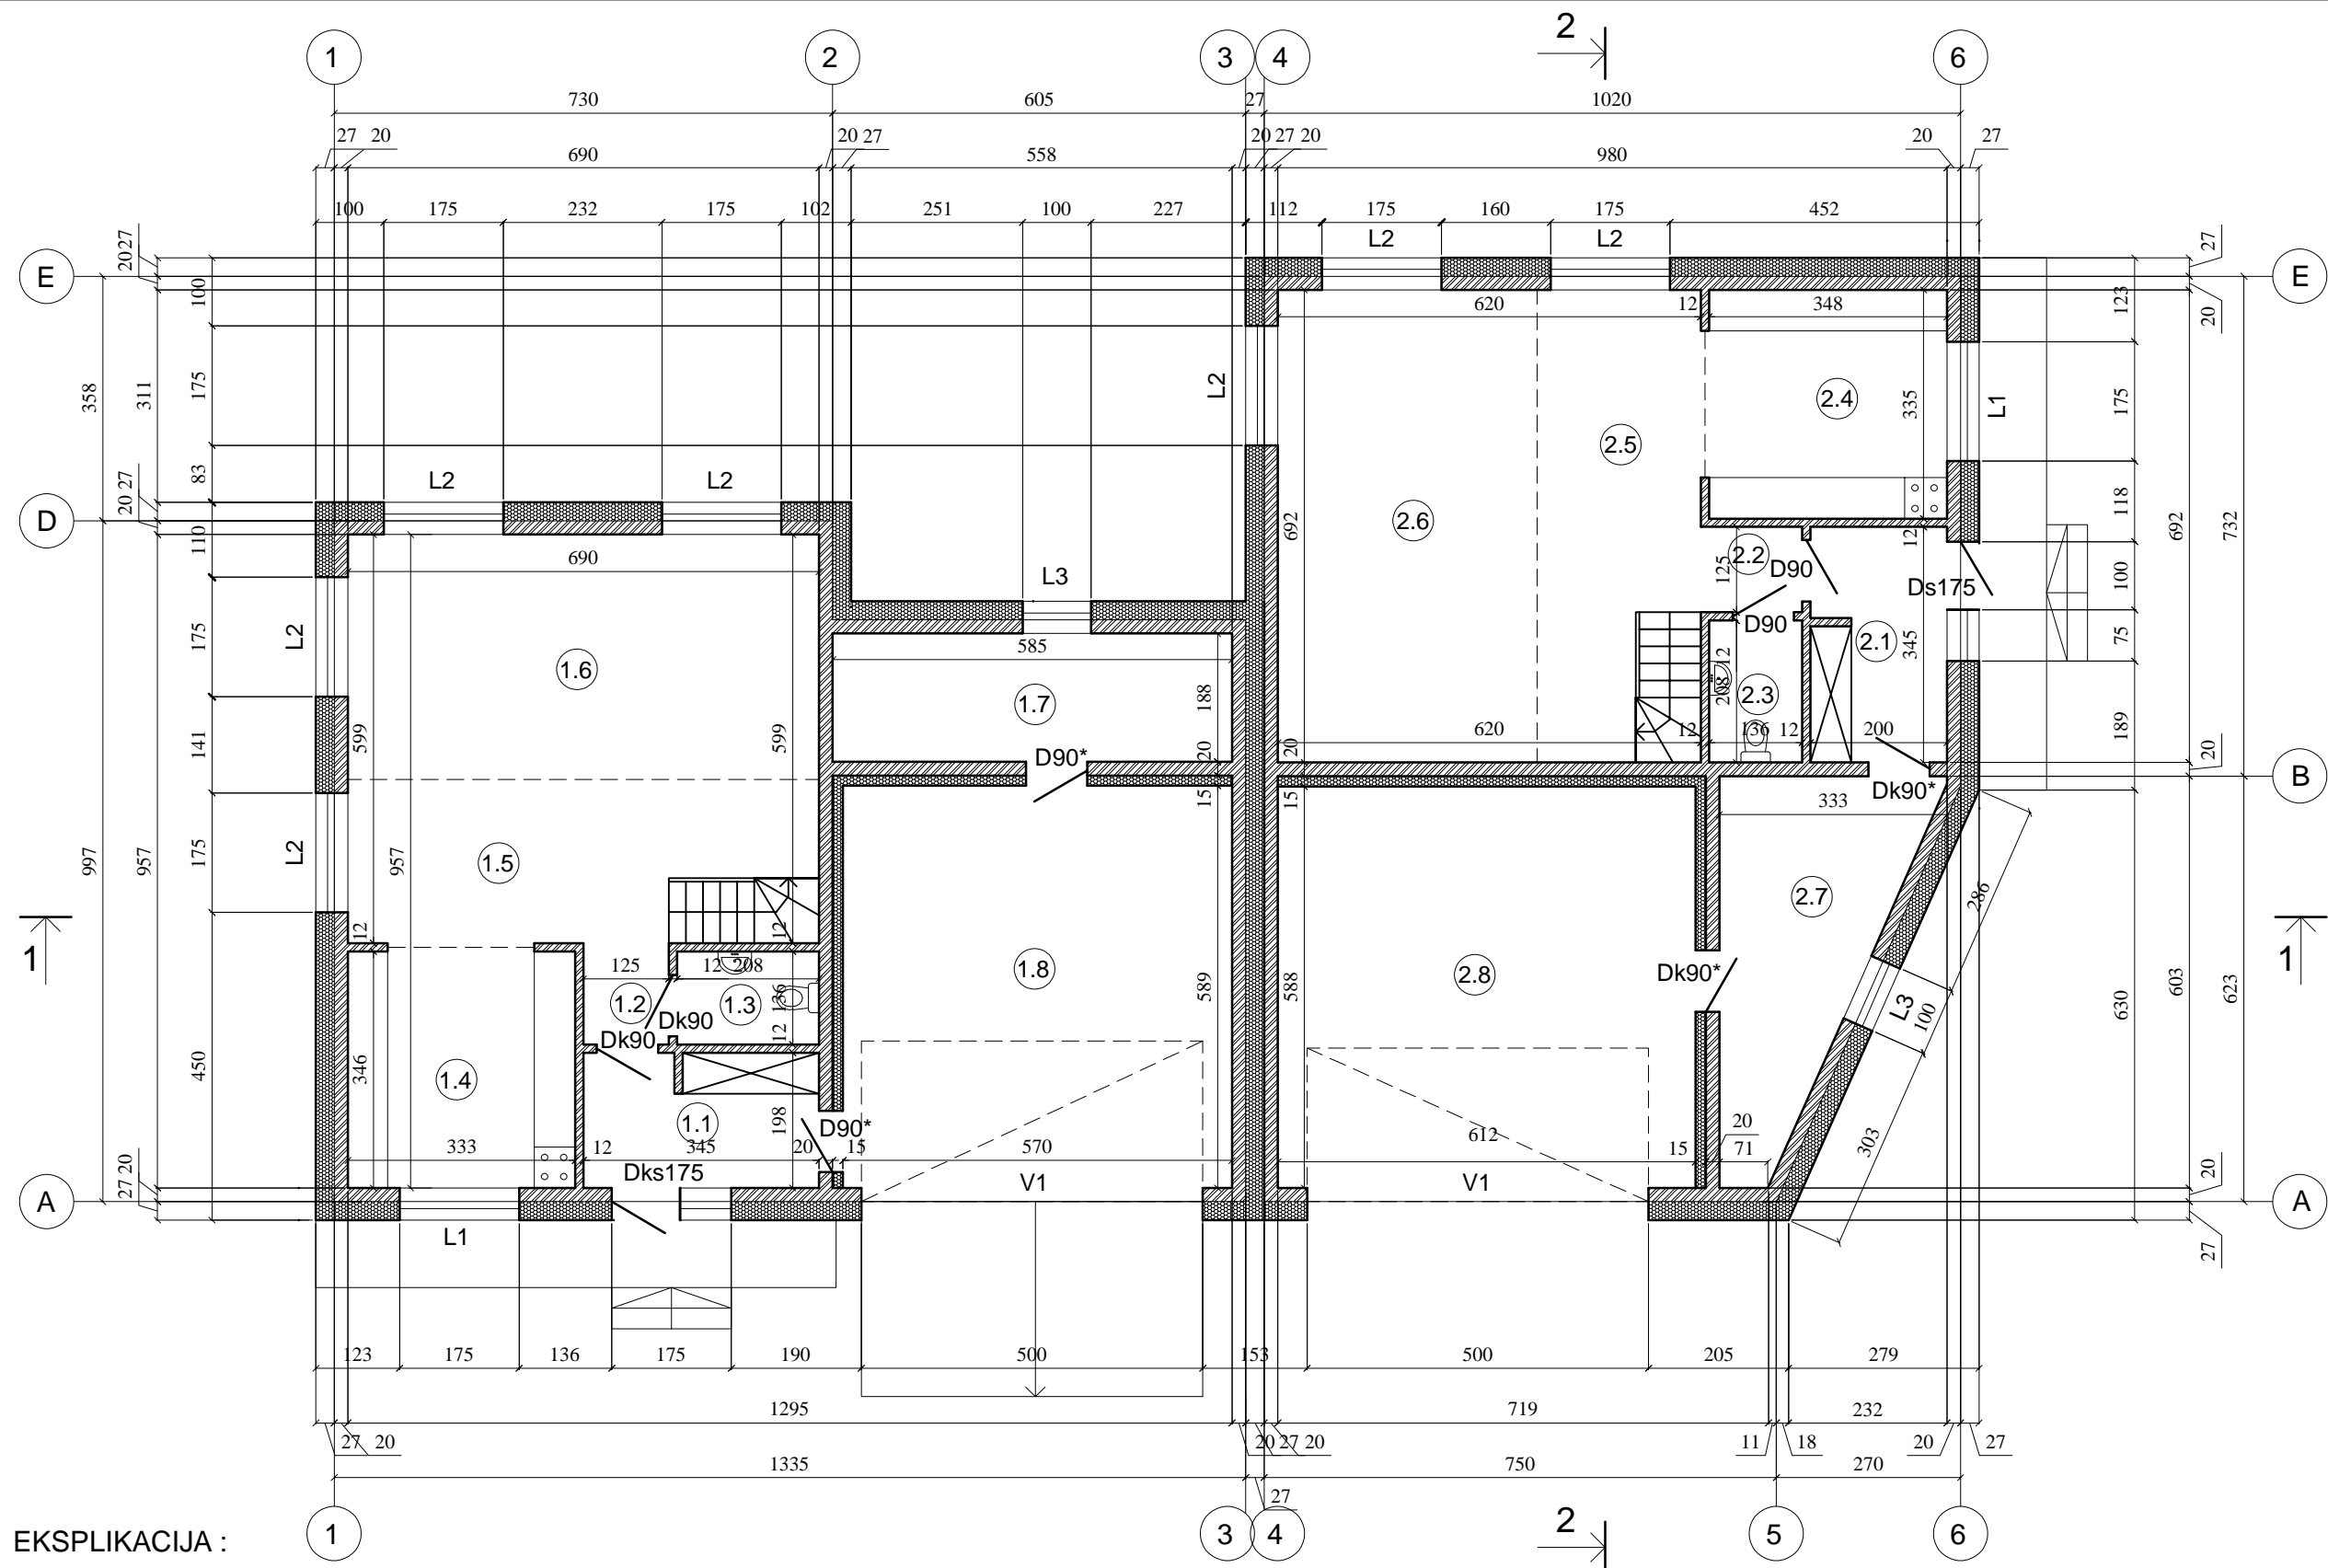 2
1 2 3 4 6
730 605 27 1020
27 20 20 27 20 27 20 20 27
690 558 980
100 175 232 175 102 251 100 227 112 175 160 175 452
L2 L2
E 2027 27 E
100 620 12 348 123 20
358 311 175 L2 2.4 335 L1 175
2.5
83 L2 L2
20 27 118
D 2.6 692 12 692 732
110 690 2.2
L3 125 D90 Ds175 100
175 L2 D90
585 2.1 345 75
1.6 12
1.7 188 208 2.3
141 599 599 620 12 136 12 200 189
20 20 20
D90* B
15 15 Dk90*
333
997 957 175 L2 1.5 957
2.7 286
12 12
1 1
125 12 208 1.8 2.8 Dk90*
1.2 1.3 136 589 588 L3 100 630 603 623
Dk90
Dk90 12
450 346 1.4
1.1 198 D90* 20 303
333 12 345 20 15 570 612 15 71
Dks175 V1 V1 20
27 20
A A
L1 27
123 175 136 175 190 500 153 500 205 279
1295 719 232
27 20 20 27 20 11 18 20 27
1335 750 270
27
1 3 4 2 5 6
EKSPLIKACIJA :